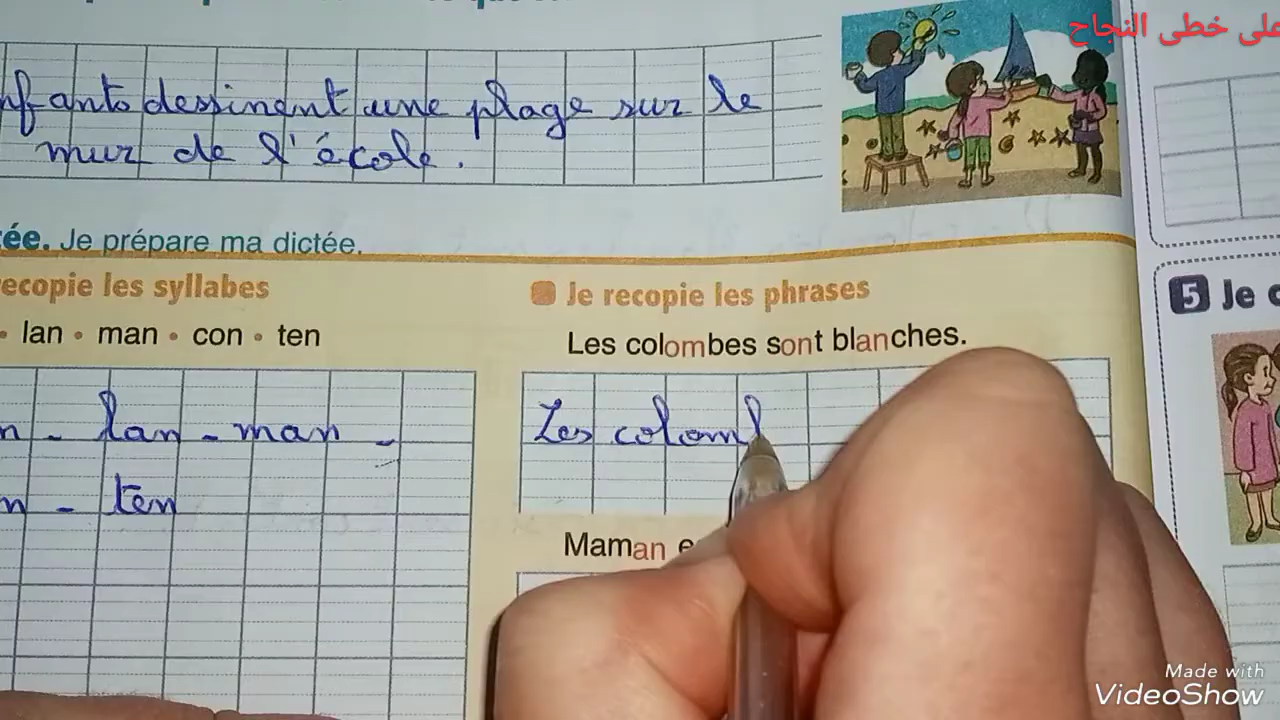 على خطى النجاح
nfants dessinent une plage sur le
mur de l'école.
ée. Je prépare ma dictée.
ecopie les syllabes
• lan • man • con • ten
n - lan - man -
n - ten
Je recopie les phrases
Les colombes sont blanches.
Les colom
Maman e
5 Je
Made with
VideoShow